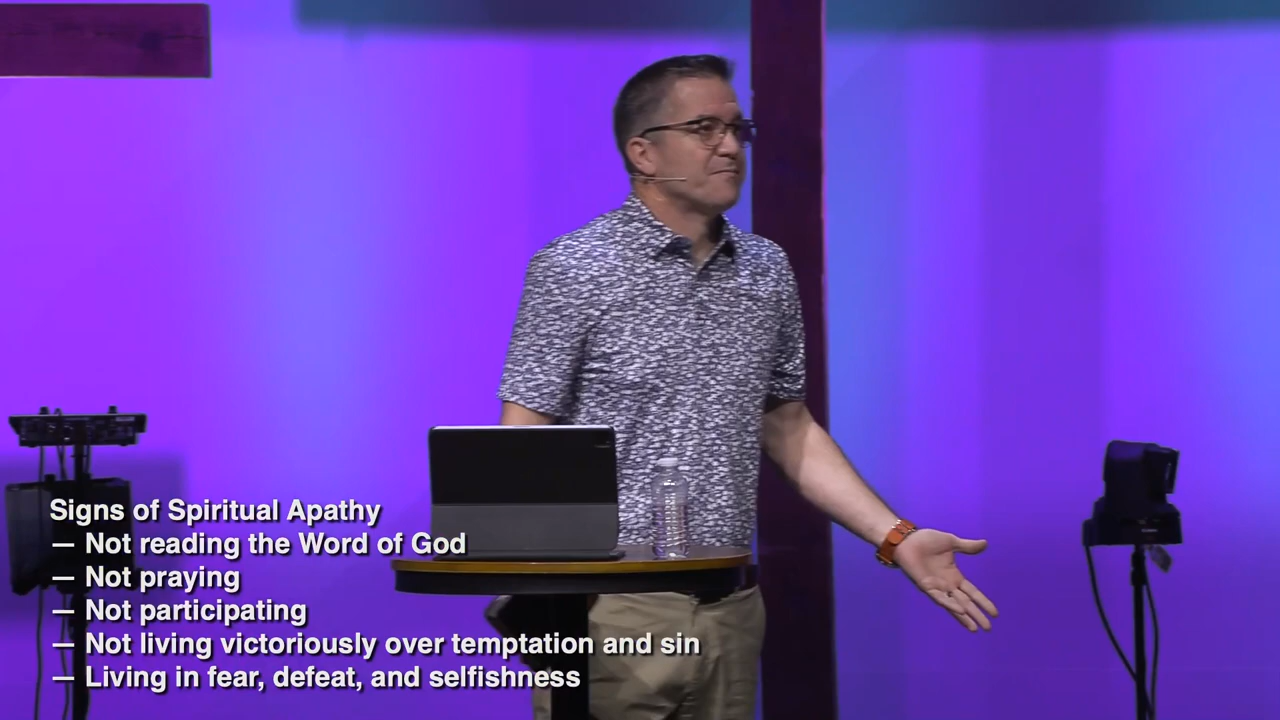 Signs of Spiritual Apathy
— Not reading the Word of God
— Not praying
— Not participating
— Not living victoriously over temptation and sin
— Living in fear, defeat, and selfishness